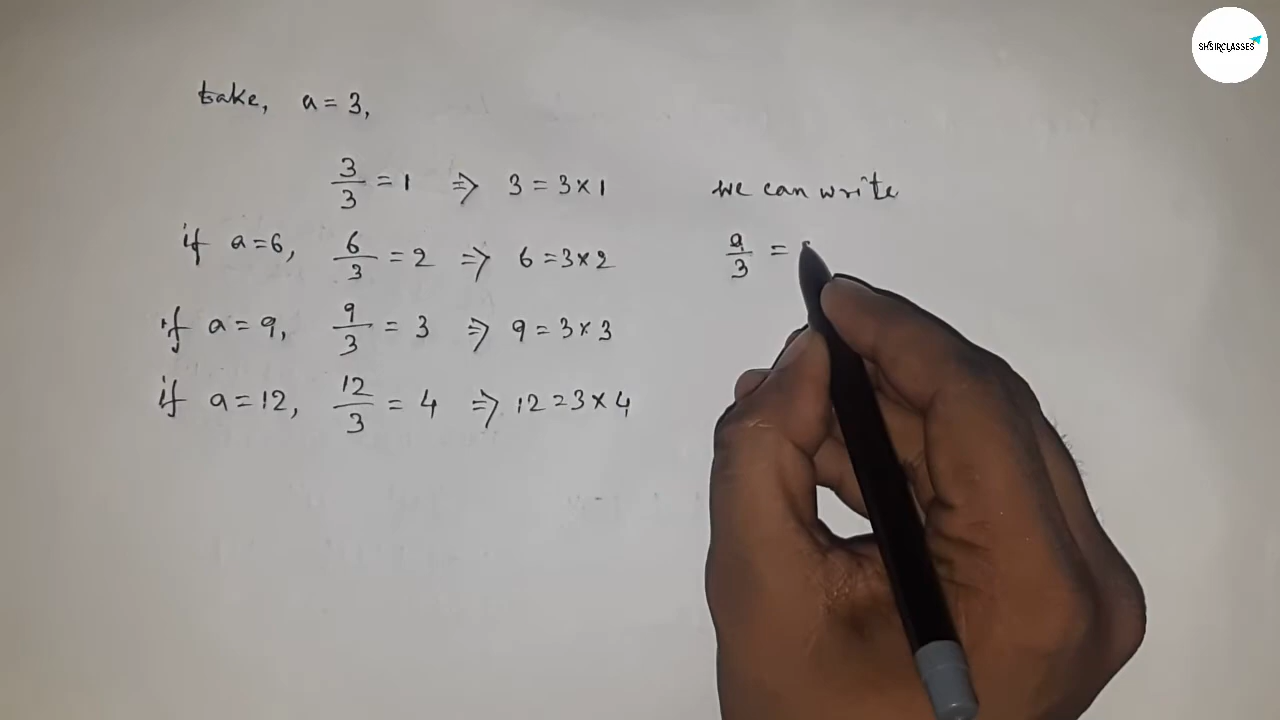 SHSIRCLASSES
take, a = 3,
3/3 = 1 ⇒ 3 = 3×1
if a=6, 6/3 = 2 ⇒ 6 = 3×2
if a = 9, 9/3 = 3 ⇒ 9 = 3×3
if a = 12, 12/3 = 4 ⇒ 12 = 3×4
we can write
a/3 =